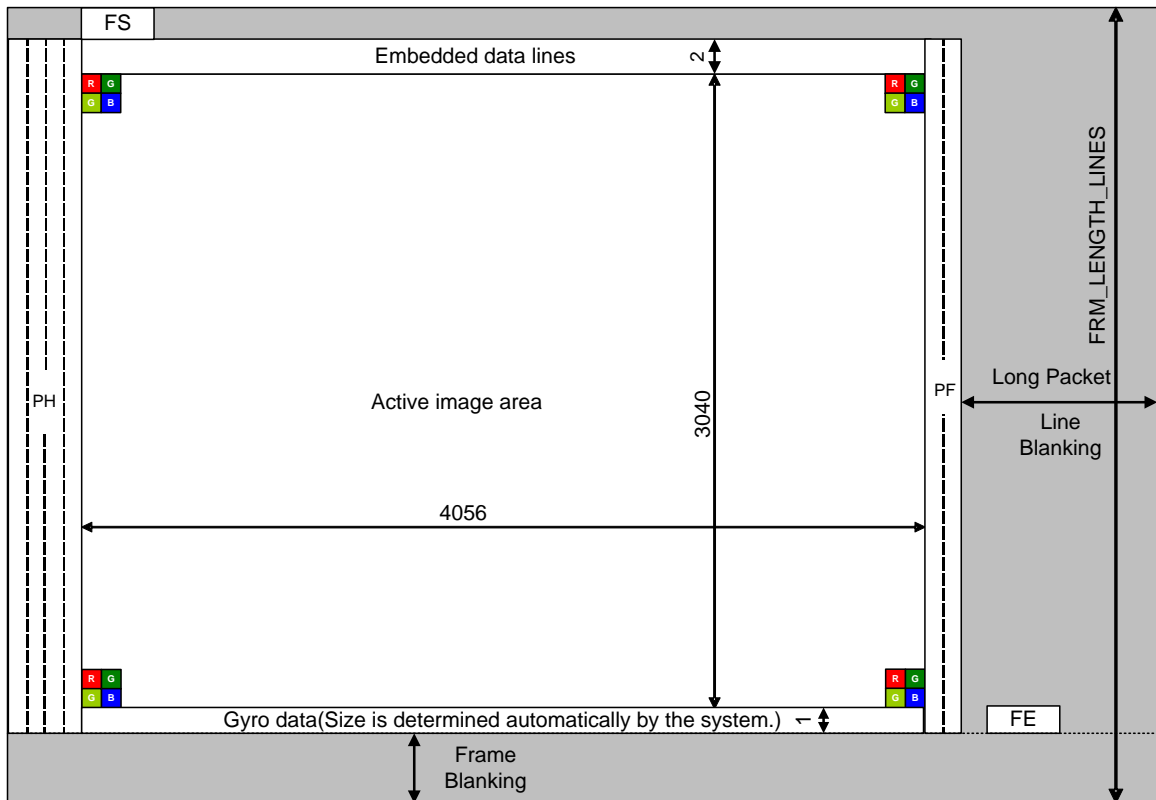 FS
Embedded data lines
2
R G
G B
R G
G B
FRM_LENGTH_LINES
PH
Active image area
3040
PF
Long Packet
Line
Blanking
4056
R G
G B
R G
G B
Gyro data(Size is determined automatically by the system.)
1
FE
Frame
Blanking